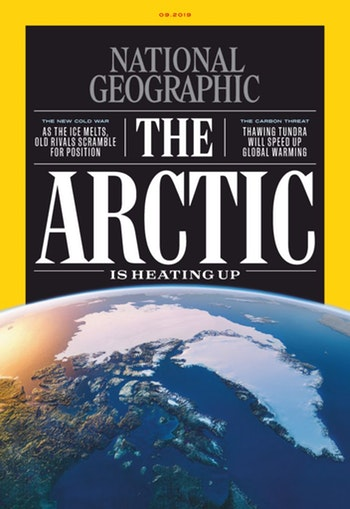 09.2019
NATIONAL
GEOGRAPHIC
THE NEW COLD WAR
AS THE ICE MELTS,
OLD RIVALS SCRAMBLE
FOR POSITION
THE
THE CARBON THREAT
THAWING TUNDRA
WILL SPEED UP
GLOBAL WARMING
ARCTIC
IS HEATING UP